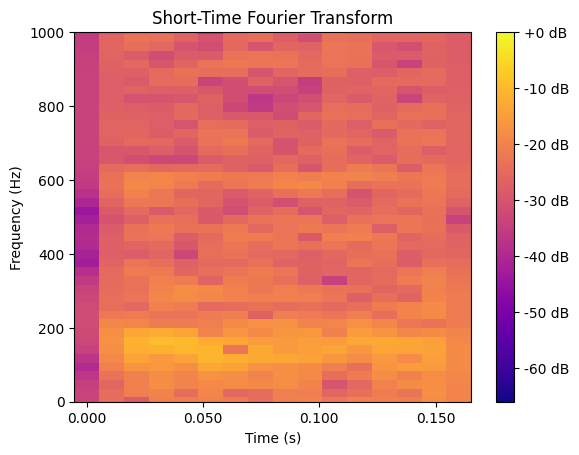 Short-Time Fourier Transform
Frequency (Hz)
1000
800
600
400
200
0
0.000
0.050
0.100
0.150
Time (s)
+0 dB
-10 dB
-20 dB
-30 dB
-40 dB
-50 dB
-60 dB